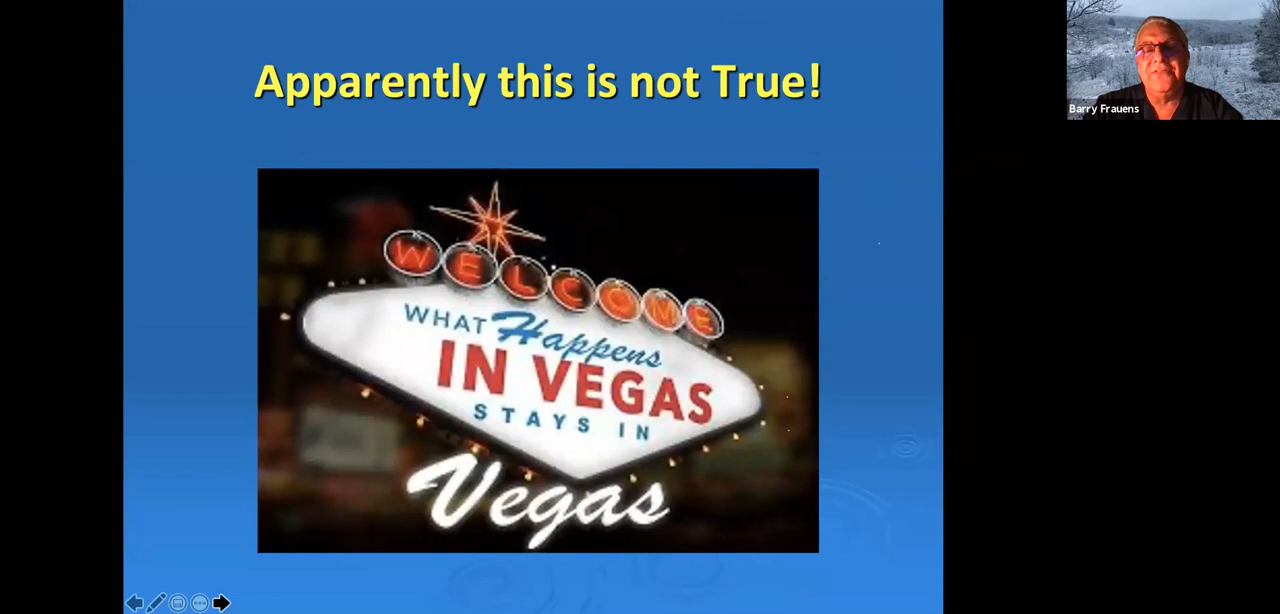 Apparently this is not True!
WELCOME
WHAT Happens
IN VEGAS
STAYS IN
Vegas
Barry Frauens